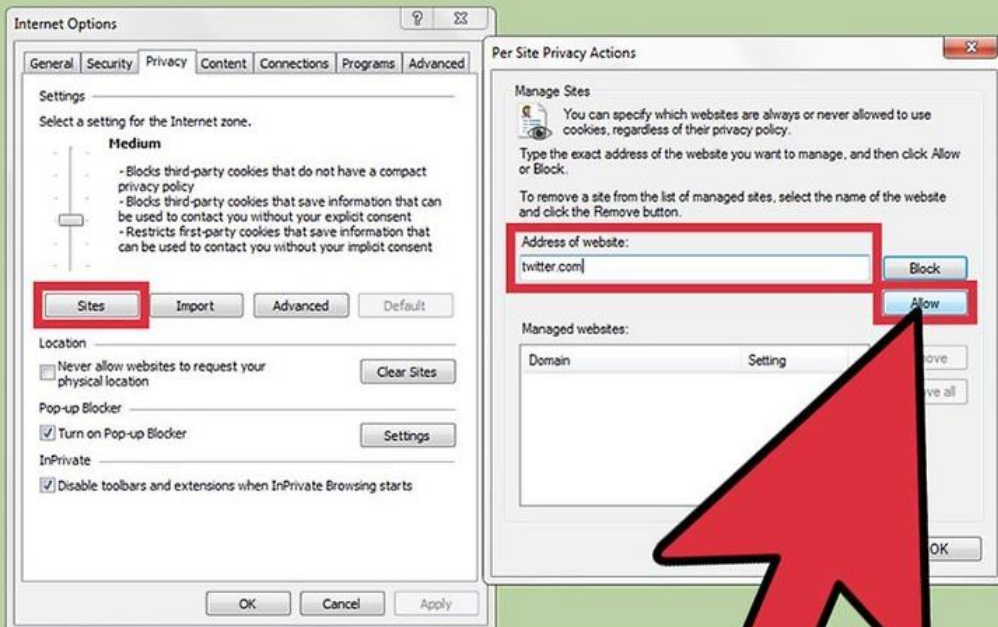 Internet Options
General Security Privacy Content Connections Programs Advanced
Settings
Select a setting for the Internet zone.
Medium
- Blocks third-party cookies that do not have a compact
privacy policy
- Blocks third-party cookies that save information that can
be used to contact you without your explicit consent
- Restricts first-party cookies that save information that
can be used to contact you without your implicit consent
Sites Import Advanced Default
Location
Never allow websites to request your
physical location
Clear Sites
Pop-up Blocker
Turn on Pop-up Blocker
Settings
InPrivate
Disable toolbars and extensions when InPrivate Browsing starts
OK Cancel Apply
Per Site Privacy Actions
Manage Sites
You can specify which websites are always or never allowed to use
cookies, regardless of their privacy policy.
Type the exact address of the website you want to manage, and then click Allow
or Block.
To remove a site from the list of managed sites, select the name of the website
and click the Remove button.
Address of website:
twitter.com
Block
Allow
Managed websites:
Domain Setting
OK